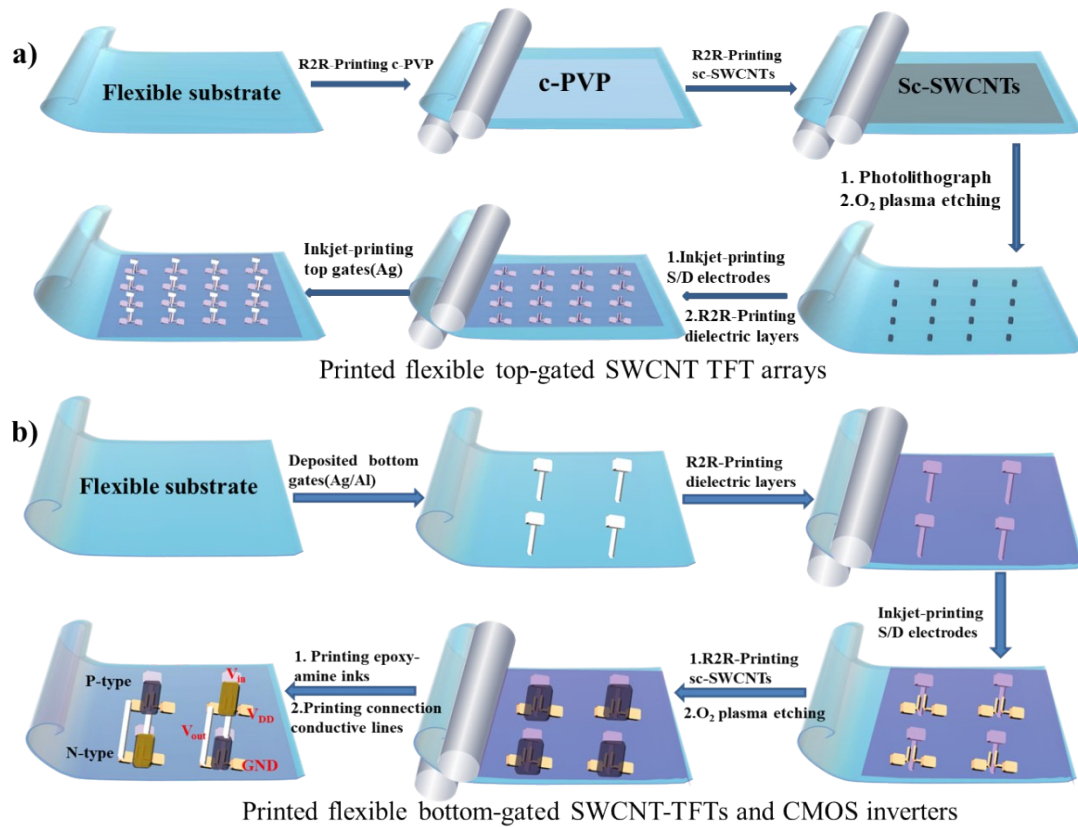 a)
Flexible substrate
R2R-Printing c-PVP
c-PVP
R2R-Printing
sc-SWCNTs
Sc-SWCNTs
1. Photolithograph
2.O₂ plasma etching
1.Inkjet-printing
S/D electrodes
2.R2R-Printing
dielectric layers
Inkjet-printing
top gates(Ag)
Printed flexible top-gated SWCNT TFT arrays
b)
Flexible substrate
Deposited bottom
gates(Ag/Al)
R2R-Printing
dielectric layers
Inkjet-printing
S/D electrodes
1.R2R-Printing
sc-SWCNTs
2.O₂ plasma etching
1. Printing epoxy-
amine inks
2.Printing connection
conductive lines
P-type
N-type
Vin
VDD
Vout
GND
Printed flexible bottom-gated SWCNT-TFTs and CMOS inverters